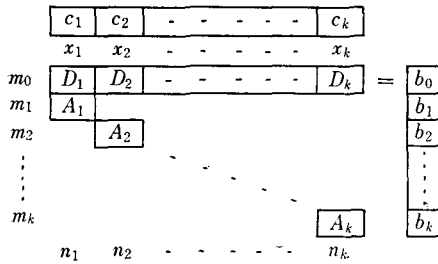 c₁ c₂ - - - - - c_k
x₁ x₂ - - - - - x_k
m₀ D₁ D₂ - - - - - D_k = b₀
m₁ A₁ b₁
m₂ A₂ b₂
m_k A_k b_k
n₁ n₂ - - - - - n_k